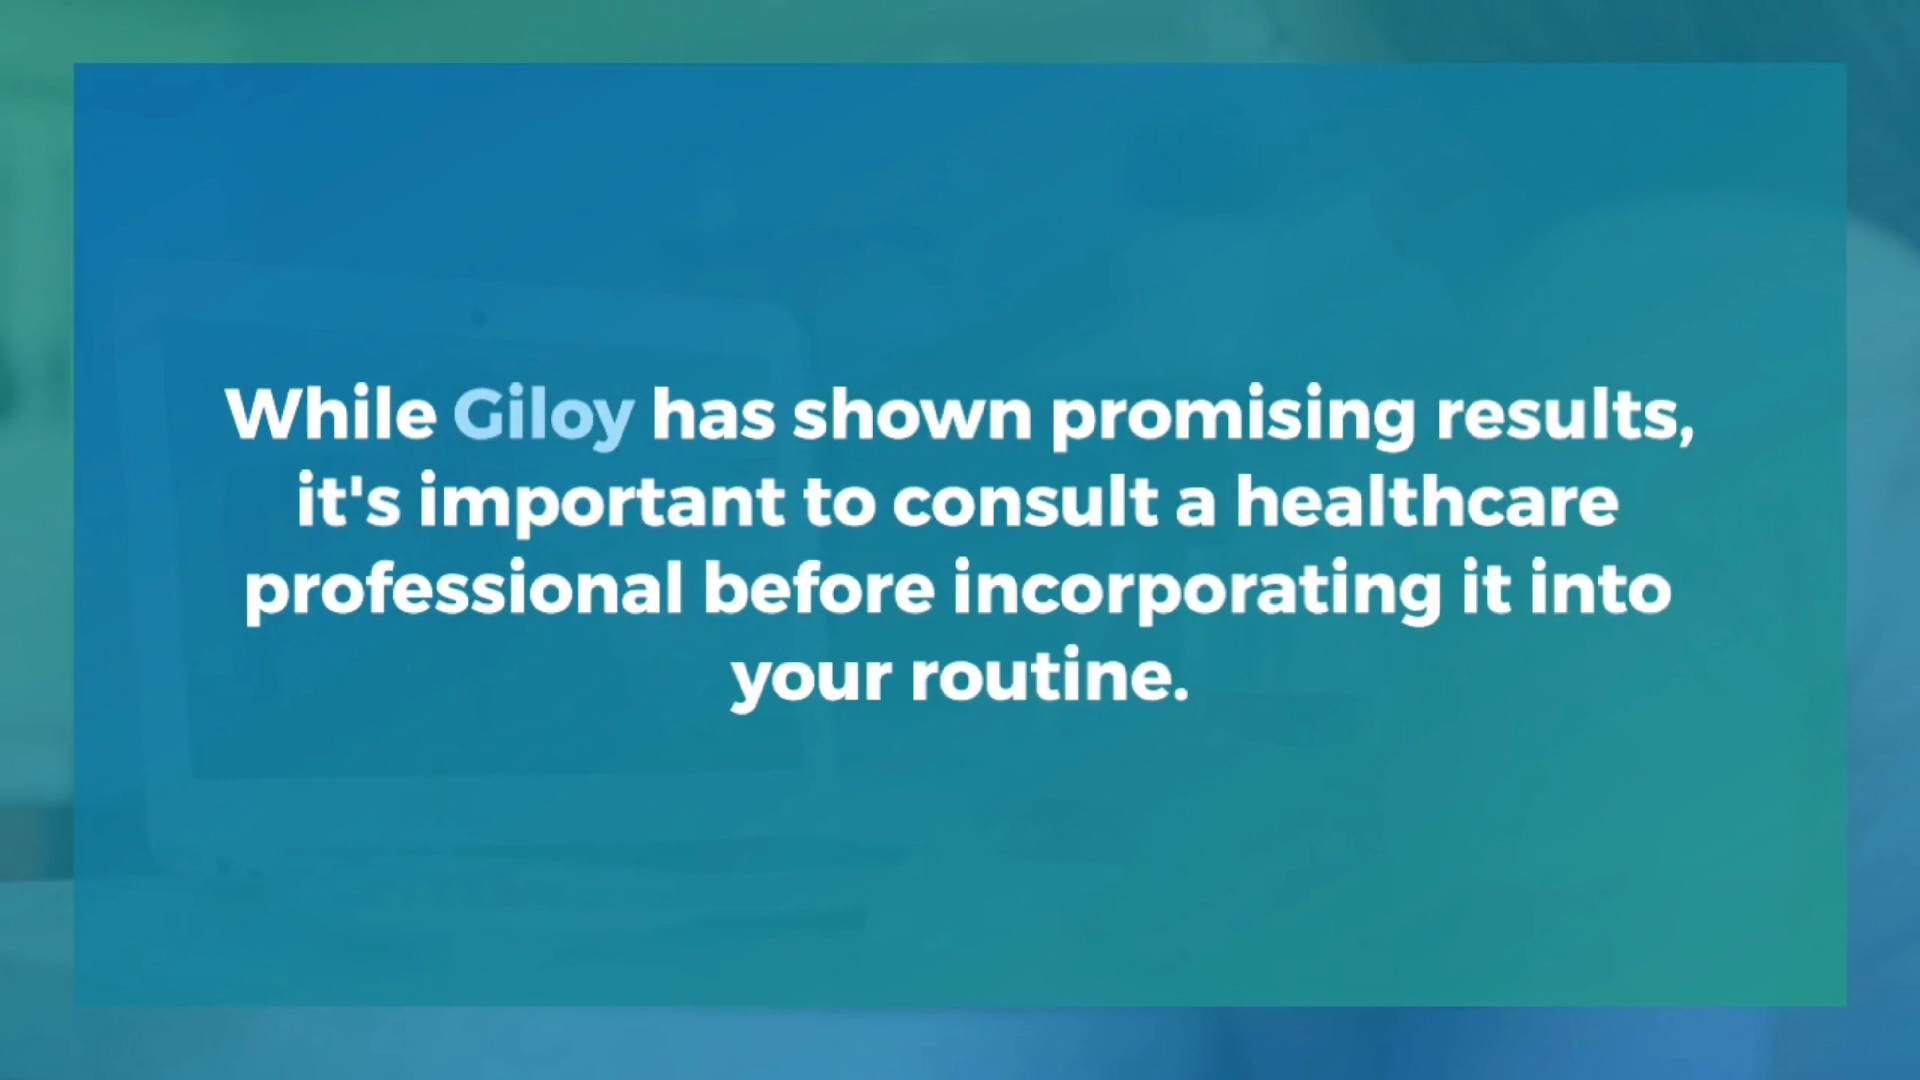 While Giloy has shown promising results,
it's important to consult a healthcare
professional before incorporating it into
your routine.